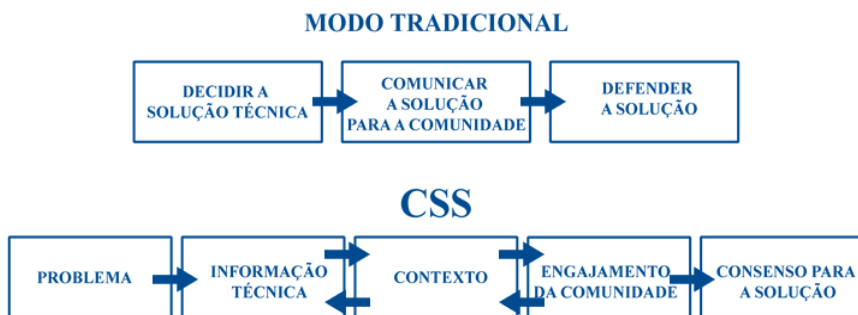 MODO TRADICIONAL
DECIDIR A
SOLUÇÃO TÉCNICA
COMUNICAR
A SOLUÇÃO
PARA A COMUNIDADE
DEFENDER
A SOLUÇÃO
CSS
PROBLEMA
INFORMAÇÃO
TÉCNICA
CONTEXTO
ENGAJAMENTO
DA COMUNIDADE
CONSENSO PARA
A SOLUÇÃO